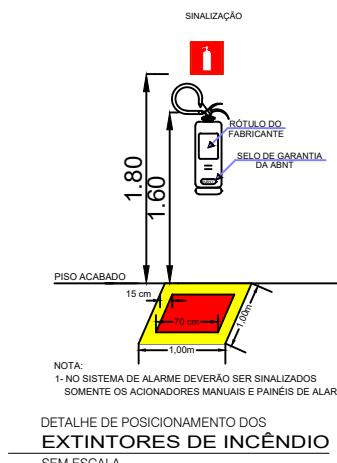 SINALIZAÇÃO
RÓTULO DO
FABRICANTE
SELO DE GARANTIA
DA ABNT
1.80
1.60
PISO ACABADO
15 cm
70 cm
1,00m
1,00m
NOTA:
1- NO SISTEMA DE ALARME DEVERÃO SER SINALIZADOS
SOMENTE OS ACIONADORES MANUAIS E PAINÉIS DE ALAR
DETALHE DE POSICIONAMENTO DOS
EXTINTORES DE INCÊNDIO
SEM ESCALA